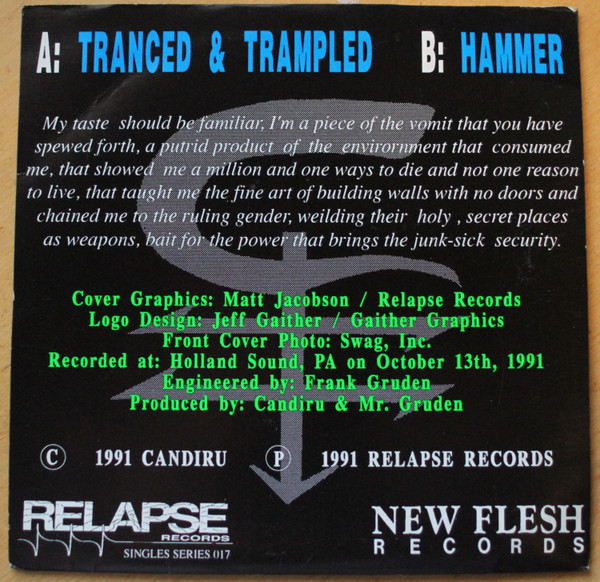 A: TRANCED & TRAMPLED B: HAMMER
My taste should be familiar, I'm a piece of the vomit that you have
spewed forth, a putrid product of the envirornment that consumed
me, that showed me a million and one ways to die and not one reason
to live, that taught me the fine art of building walls with no doors and
chained me to the ruling gender, weilding their holy , secret places
as weapons, bait for the power that brings the junk-sick security.
Cover Graphics: Matt Jacobson / Relapse Records
Logo Design: Jeff Gaither / Gaither Graphics
Front Cover Photo: Swag, Inc.
Recorded at: Holland Sound, PA on October 13th, 1991
Engineered by: Frank Gruden
Produced by: Candiru & Mr. Gruden
Ⓒ 1991 CANDIRU Ⓟ 1991 RELAPSE RECORDS
RELAPSE
RECORDS
SINGLES SERIES 017
NEW FLESH
RECORDS